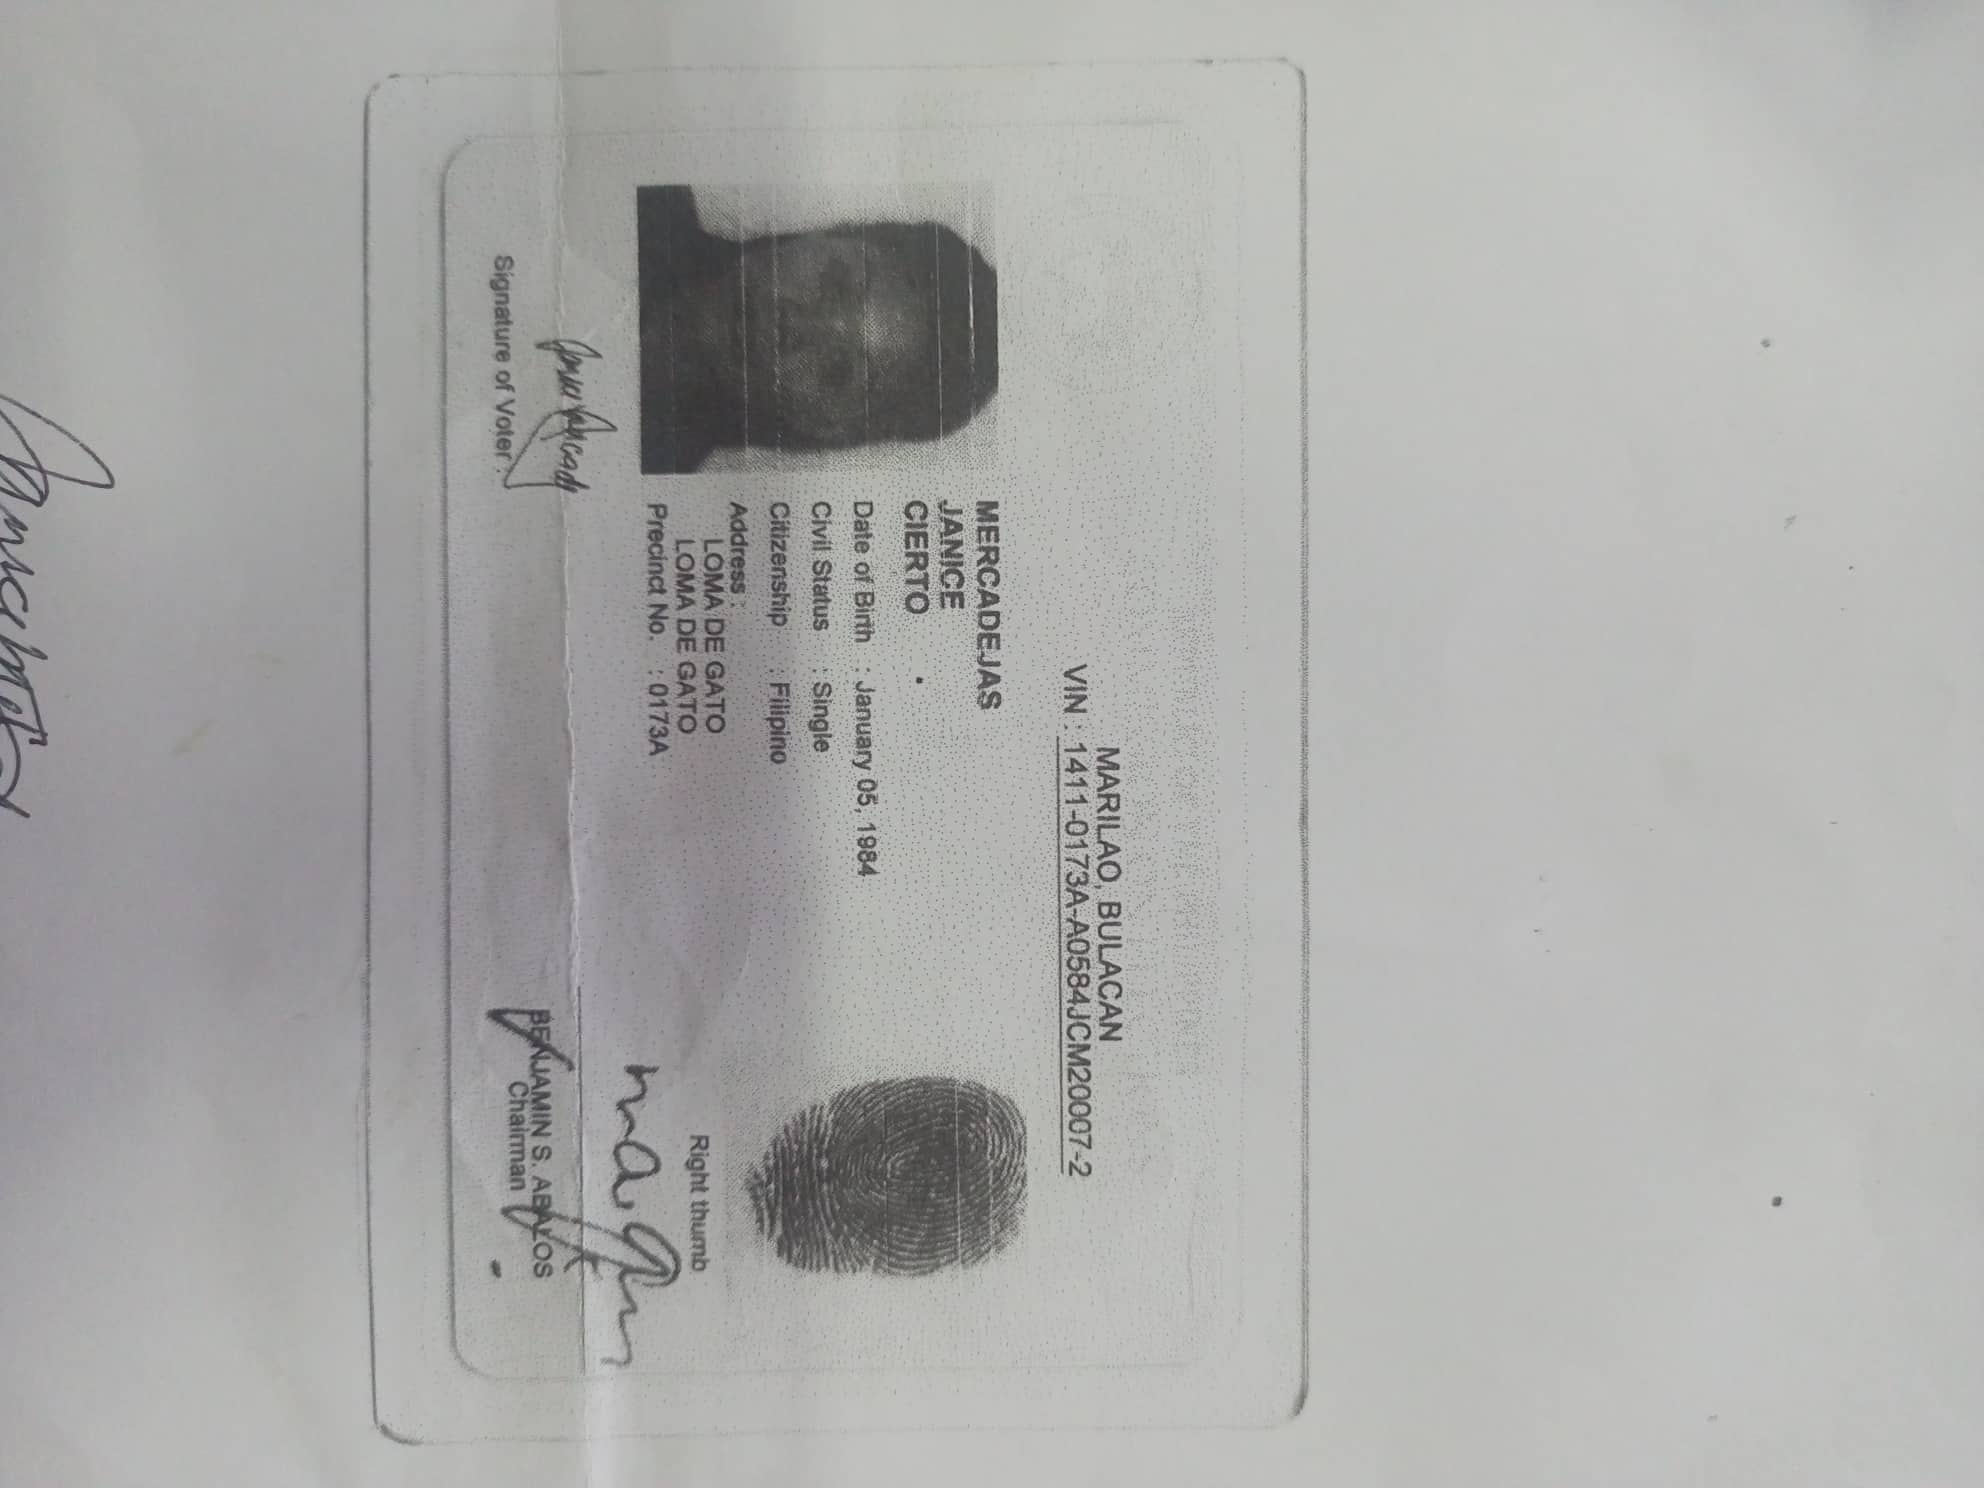 MARILAO, BULACAN
VIN : 1411-0173A-A0584JCM20007-2
MERCADEJAS
JANICE
CIERTO
Date of Birth : January 05, 1984
Civil Status : Single
Citizenship : Filipino
Address :
LOMA DE GATO
LOMA DE GATO
Precinct No. : 0173A
Right thumb
Signature of Voter :
BENJAMIN S. ABALOS
Chairman